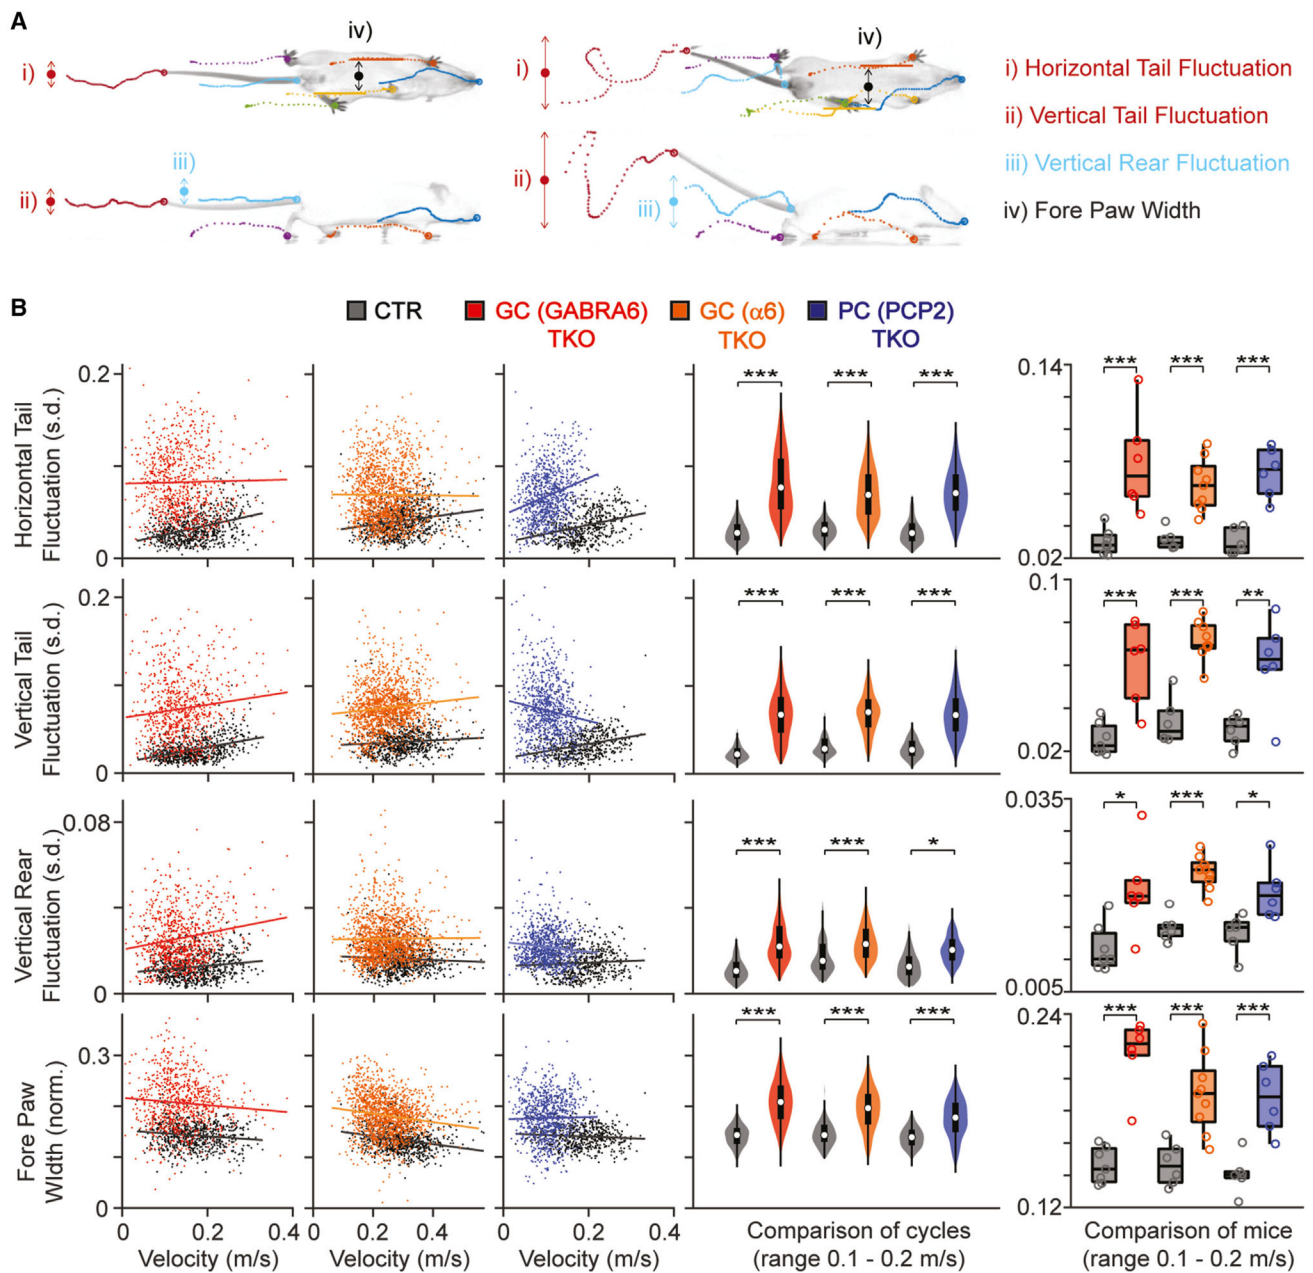 A
iv)
iv)
i)
i)
i) Horizontal Tail Fluctuation
ii) Vertical Tail Fluctuation
iii)
iii) Vertical Rear Fluctuation
ii)
ii)
iii)
iv) Fore Paw Width
B
CTR
GC (GABRA6)
TKO
GC (α6)
TKO
PC (PCP2)
TKO
Horizontal Tail
Fluctuation (s.d.)
0.2
0
*** *** ***
0.14
0.02
*** *** ***
Vertical Tail
Fluctuation (s.d.)
0.2
0
*** *** ***
0.1
0.02
*** *** **
Vertical Rear
Fluctuation (s.d.)
0.08
0
*** *** *
0.035
0.005
* *** *
Fore Paw
WIdth (norm.)
0.3
0
*** *** ***
0.24
0.12
*** *** ***
0 0.2 0.4
0 0.2 0.4
0 0.2 0.4
Velocity (m/s)
Velocity (m/s)
Velocity (m/s)
Comparison of cycles
(range 0.1 - 0.2 m/s)
Comparison of mice
(range 0.1 - 0.2 m/s)